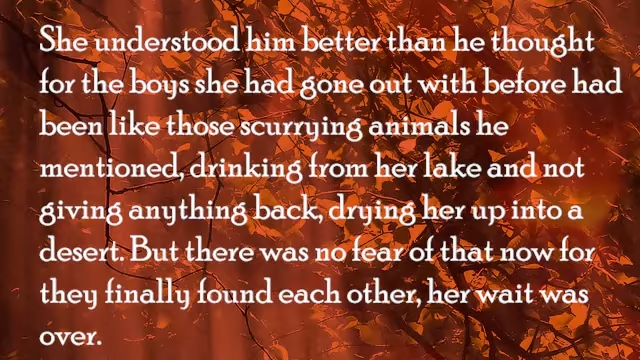 She understood him better than he thought
for the boys she had gone out with before had
been like those scurrying animals he
mentioned, drinking from her lake and not
giving anything back, drying her up into a
desert. But there was no fear of that now for
they finally found each other, her wait was
over.